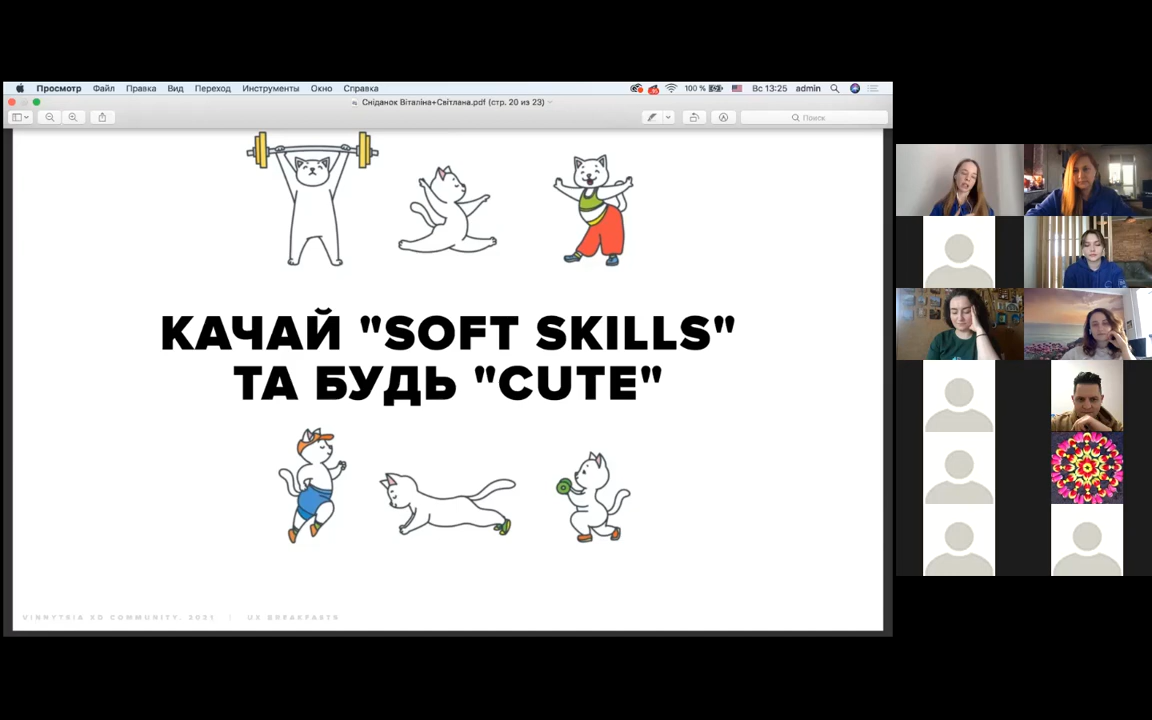 Просмотр Файл Правка Вид Переход Инструменты Окно Справка 100 % Вс 13:25 admin
Сніданок Віталіна+Світлана.pdf (стр. 20 из 23)
Поиск
КАЧАЙ "SOFT SKILLS"
ТА БУДЬ "CUTE"
VINNYTRIA XD COMMUNITY. 2021 | UX BREAKFASTS